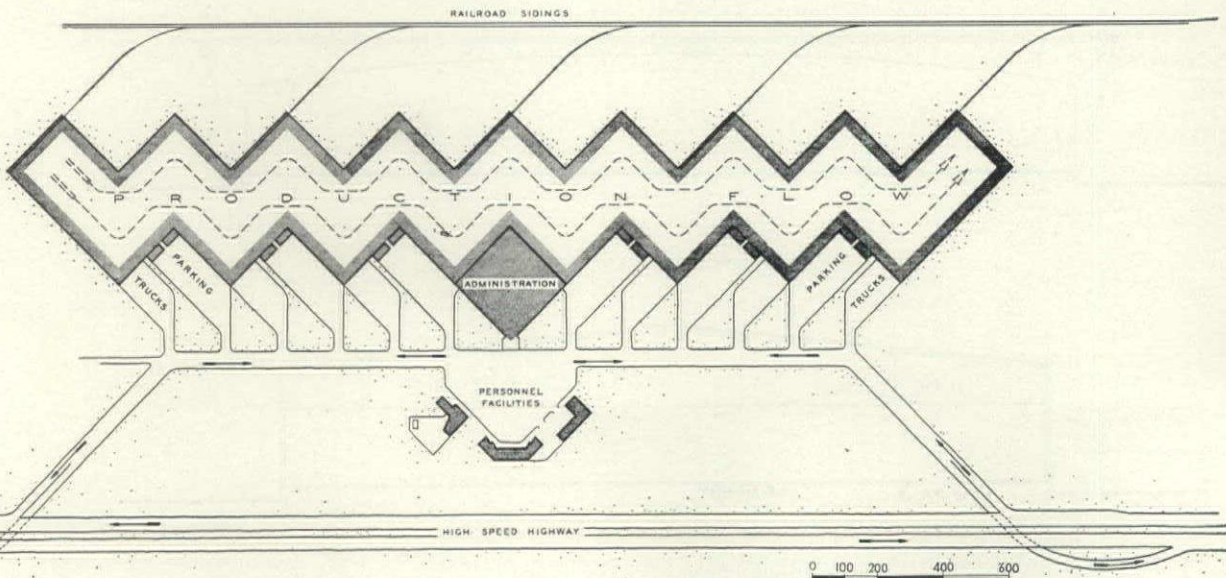 RAILROAD SIDINGS
PRODUCTION FLOW
TRUCKS
PARKING
ADMINISTRATION
PARKING
TRUCKS
PERSONNEL
FACILITIES
HIGH SPEED HIGHWAY
0 100 200 400 600